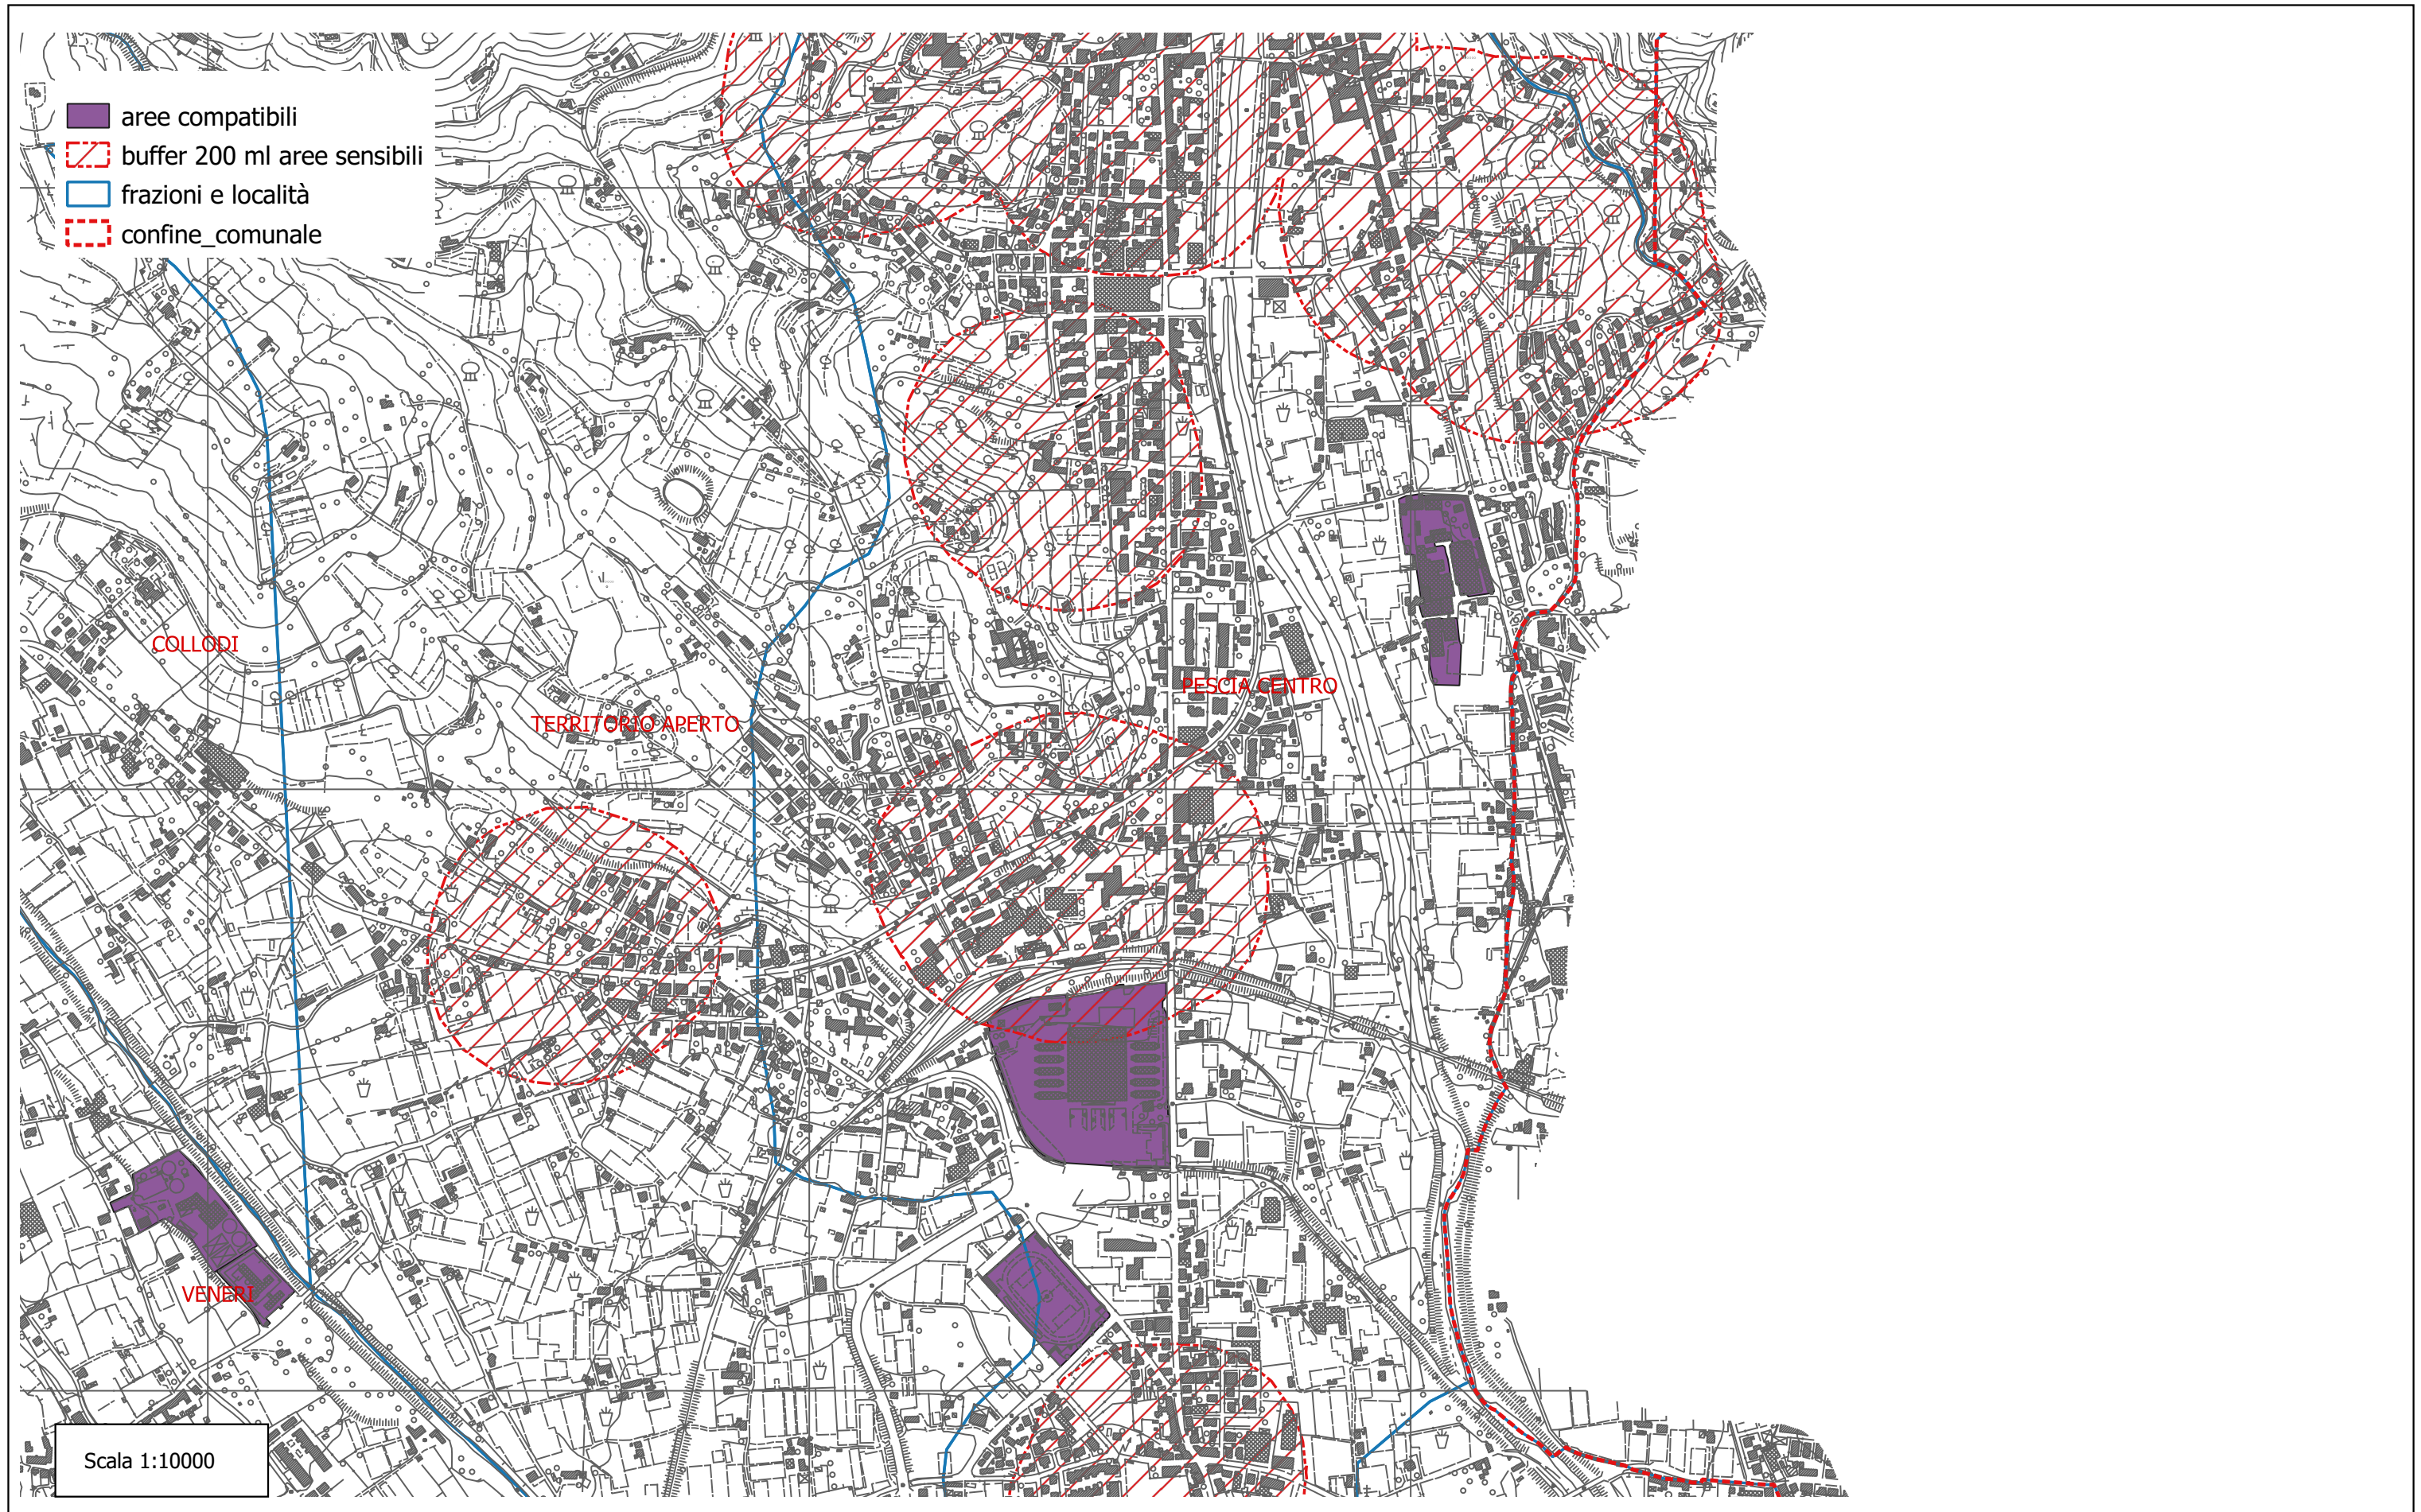 aree compatibili
buffer 200 ml aree sensibili
frazioni e località
confine_comunale
COLLODI
PESCIA CENTRO
TERRITORIO APERTO
VENERI
Scala 1:10000